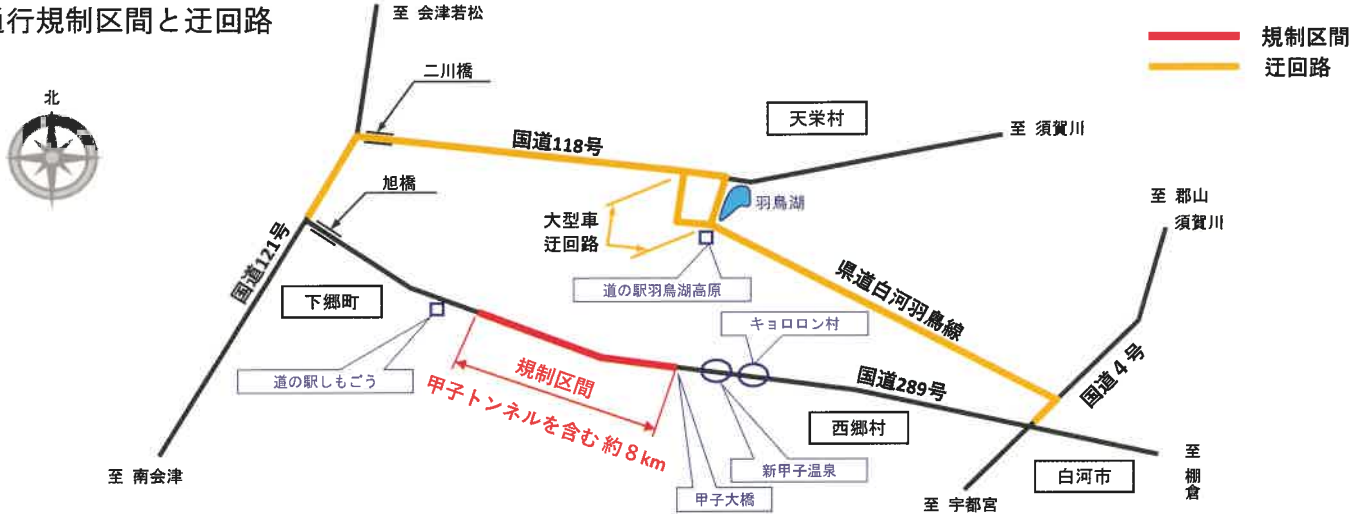 通行規制区間と迂回路
至 会津若松
規制区間
迂回路
二川橋
北
天栄村
至 須賀川
国道118号
旭橋
羽鳥湖
至 郡山
須賀川
大型車
迂回路
国道121号
道の駅羽鳥湖高原
県道白河羽鳥線
下郷町
キョロロン村
規制区間
道の駅しもごう
国道289号
国道4号
甲子トンネルを含む約8km
西郷村
新甲子温泉
至 南会津
白河市
至 棚倉
甲子大橋
至 宇都宮